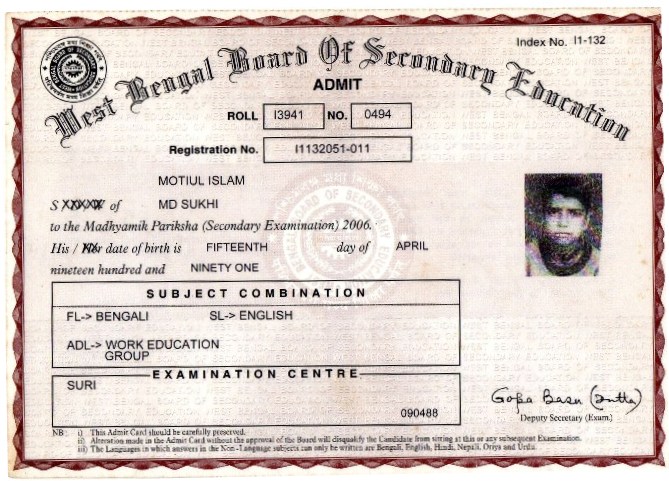 Index No. I1-132
West Bengal Board Of Secondary Education
ADMIT
ROLL I3941 NO. 0494
Registration No. I1132051-011
MOTIUL ISLAM
S XXXXX of MD SUKHI
to the Madhyamik Pariksha (Secondary Examination) 2006.
His / Her date of birth is FIFTEENTH day of APRIL
nineteen hundred and NINETY ONE
SUBJECT COMBINATION
FL-> BENGALI SL-> ENGLISH
ADL-> WORK EDUCATION
GROUP
EXAMINATION CENTRE
SURI
090488
Gopa Basu (Dutta)
Deputy Secretary (Exam.)
NB : i) This Admit Card should be carefully preserved.
ii) Alteration made in the Admit Card without the approval of the Board will disqualify the Candidate from sitting at this or any subsequent Examination.
iii) The Languages in which answers in the Non-Language subjects can only be written are Bengali, English, Hindi, Nepali, Oriya and Urdu.